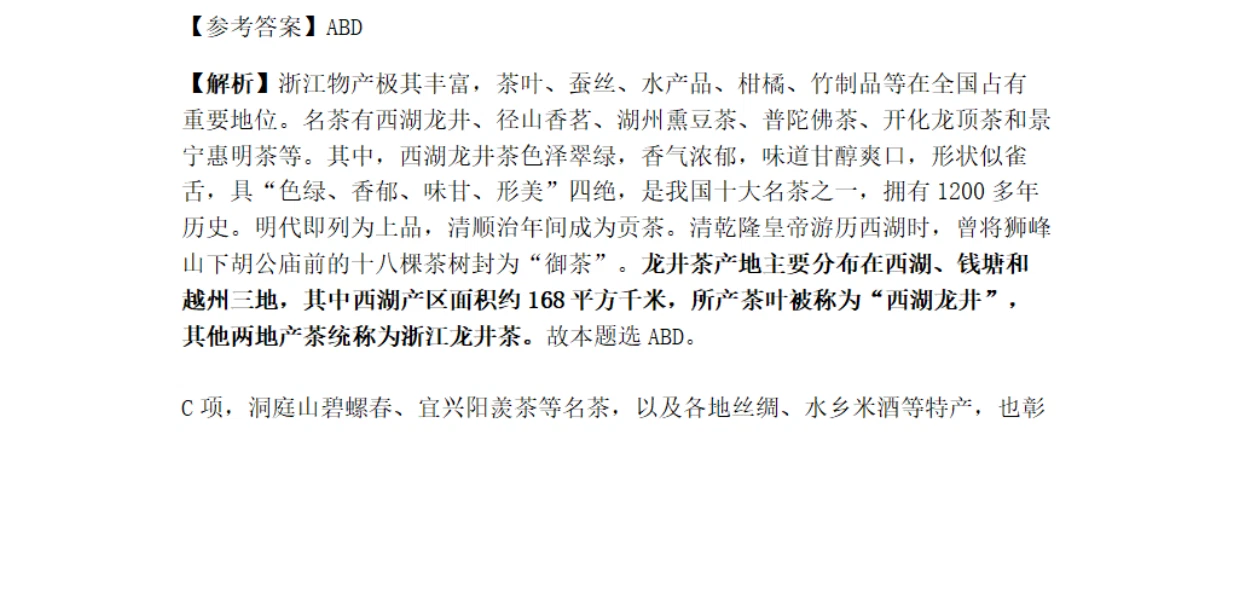 【参考答案】ABD
【解析】浙江物产极其丰富，茶叶、蚕丝、水产品、柑橘、竹制品等在全国占有
重要地位。名茶有西湖龙井、径山香茗、湖州熏豆茶、普陀佛茶、开化龙顶茶和景
宁惠明茶等。其中，西湖龙井茶色泽翠绿，香气浓郁，味道甘醇爽口，形状似雀
舌，具“色绿、香郁、味甘、形美”四绝，是我国十大名茶之一，拥有 1200 多年
历史。明代即列为上品，清顺治年间成为贡茶。清乾隆皇帝游历西湖时，曾将狮峰
山下胡公庙前的十八棵茶树封为“御茶”。龙井茶产地主要分布在西湖、钱塘和
越州三地，其中西湖产区面积约 168 平方千米，所产茶叶被称为“西湖龙井”，
其他两地产茶统称为浙江龙井茶。故本题选 ABD。
C 项，洞庭山碧螺春、宜兴阳羡茶等名茶，以及各地丝绸、水乡米酒等特产，也彰